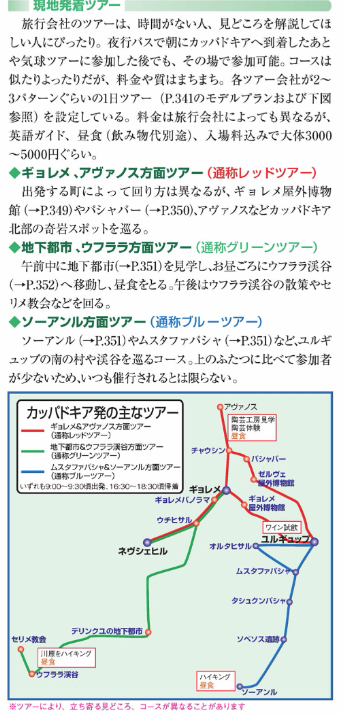 現地発着ツアー
旅行会社のツアーは、時間がない人、見どころを解説してほ
しい人にぴったり。夜行バスで朝にカッパドキアへ到着したあと
や気球ツアーに参加した後でも、その場で参加可能。コースは
似たりよったりだが、料金や質はまちまち。各ツアー会社が2〜
3パターンぐらいの1日ツアー（P.341のモデルプランおよび下図
参照）を設定している。料金は旅行会社によっても異なるが、
英語ガイド、昼食（飲み物代別途）、入場料込みで大体3000
〜5000円ぐらい。
◆ギョレメ、アヴァノス方面ツアー（通称レッドツアー）
出発する町によって回り方は異なるが、ギョレメ屋外博物
館（→P.349）やパシャバー（→P.350）、アヴァノスなどカッパドキア
北部の奇岩スポットを巡る。
◆地下都市、ウフララ方面ツアー（通称グリーンツアー）
午前中に地下都市（→P.351）を見学し、お昼ごろにウフララ渓谷
（→P.352）へ移動し、昼食をとる。午後はウフララ渓谷の散策やセ
リメ教会などを回る。
◆ソーアンル方面ツアー（通称ブルーツアー）
ソーアンル（→P.351）やムスタファパシャ（→P.351）など、ユルギ
ュップの南の村や渓谷を巡るコース。上のふたつに比べて参加者
が少ないため、いつも催行されるとは限らない。
カッパドキア発の主なツアー
ギョレメ&アヴァノス方面ツアー
（通称レッドツアー）
地下都市&ウフララ渓谷方面ツアー
（通称グリーンツアー）
ムスタファパシャ&ソーアンル方面ツアー
（通称ブルーツアー）
いずれも9:00〜9:30頃出発、16:30〜18:30頃帰着
アヴァノス
陶芸工房見学
陶芸体験
昼食
チャウシン
パシャバー
ゼルヴェ
屋外博物館
ギョレメ
ギョレメパノラマ
ギョレメ
屋外博物館
ウチヒサル
ワイン試飲
ネヴシェヒル
オルタヒサル
ユルギュップ
ムスタファパシャ
タシュクンパシャ
デリンクユの地下都市
ソベソス遺跡
セリメ教会
川原をハイキング
昼食
ウフララ渓谷
ハイキング
昼食
ソーアンル
※ツアーにより、立ち寄る見どころ、コースが異なることがあります